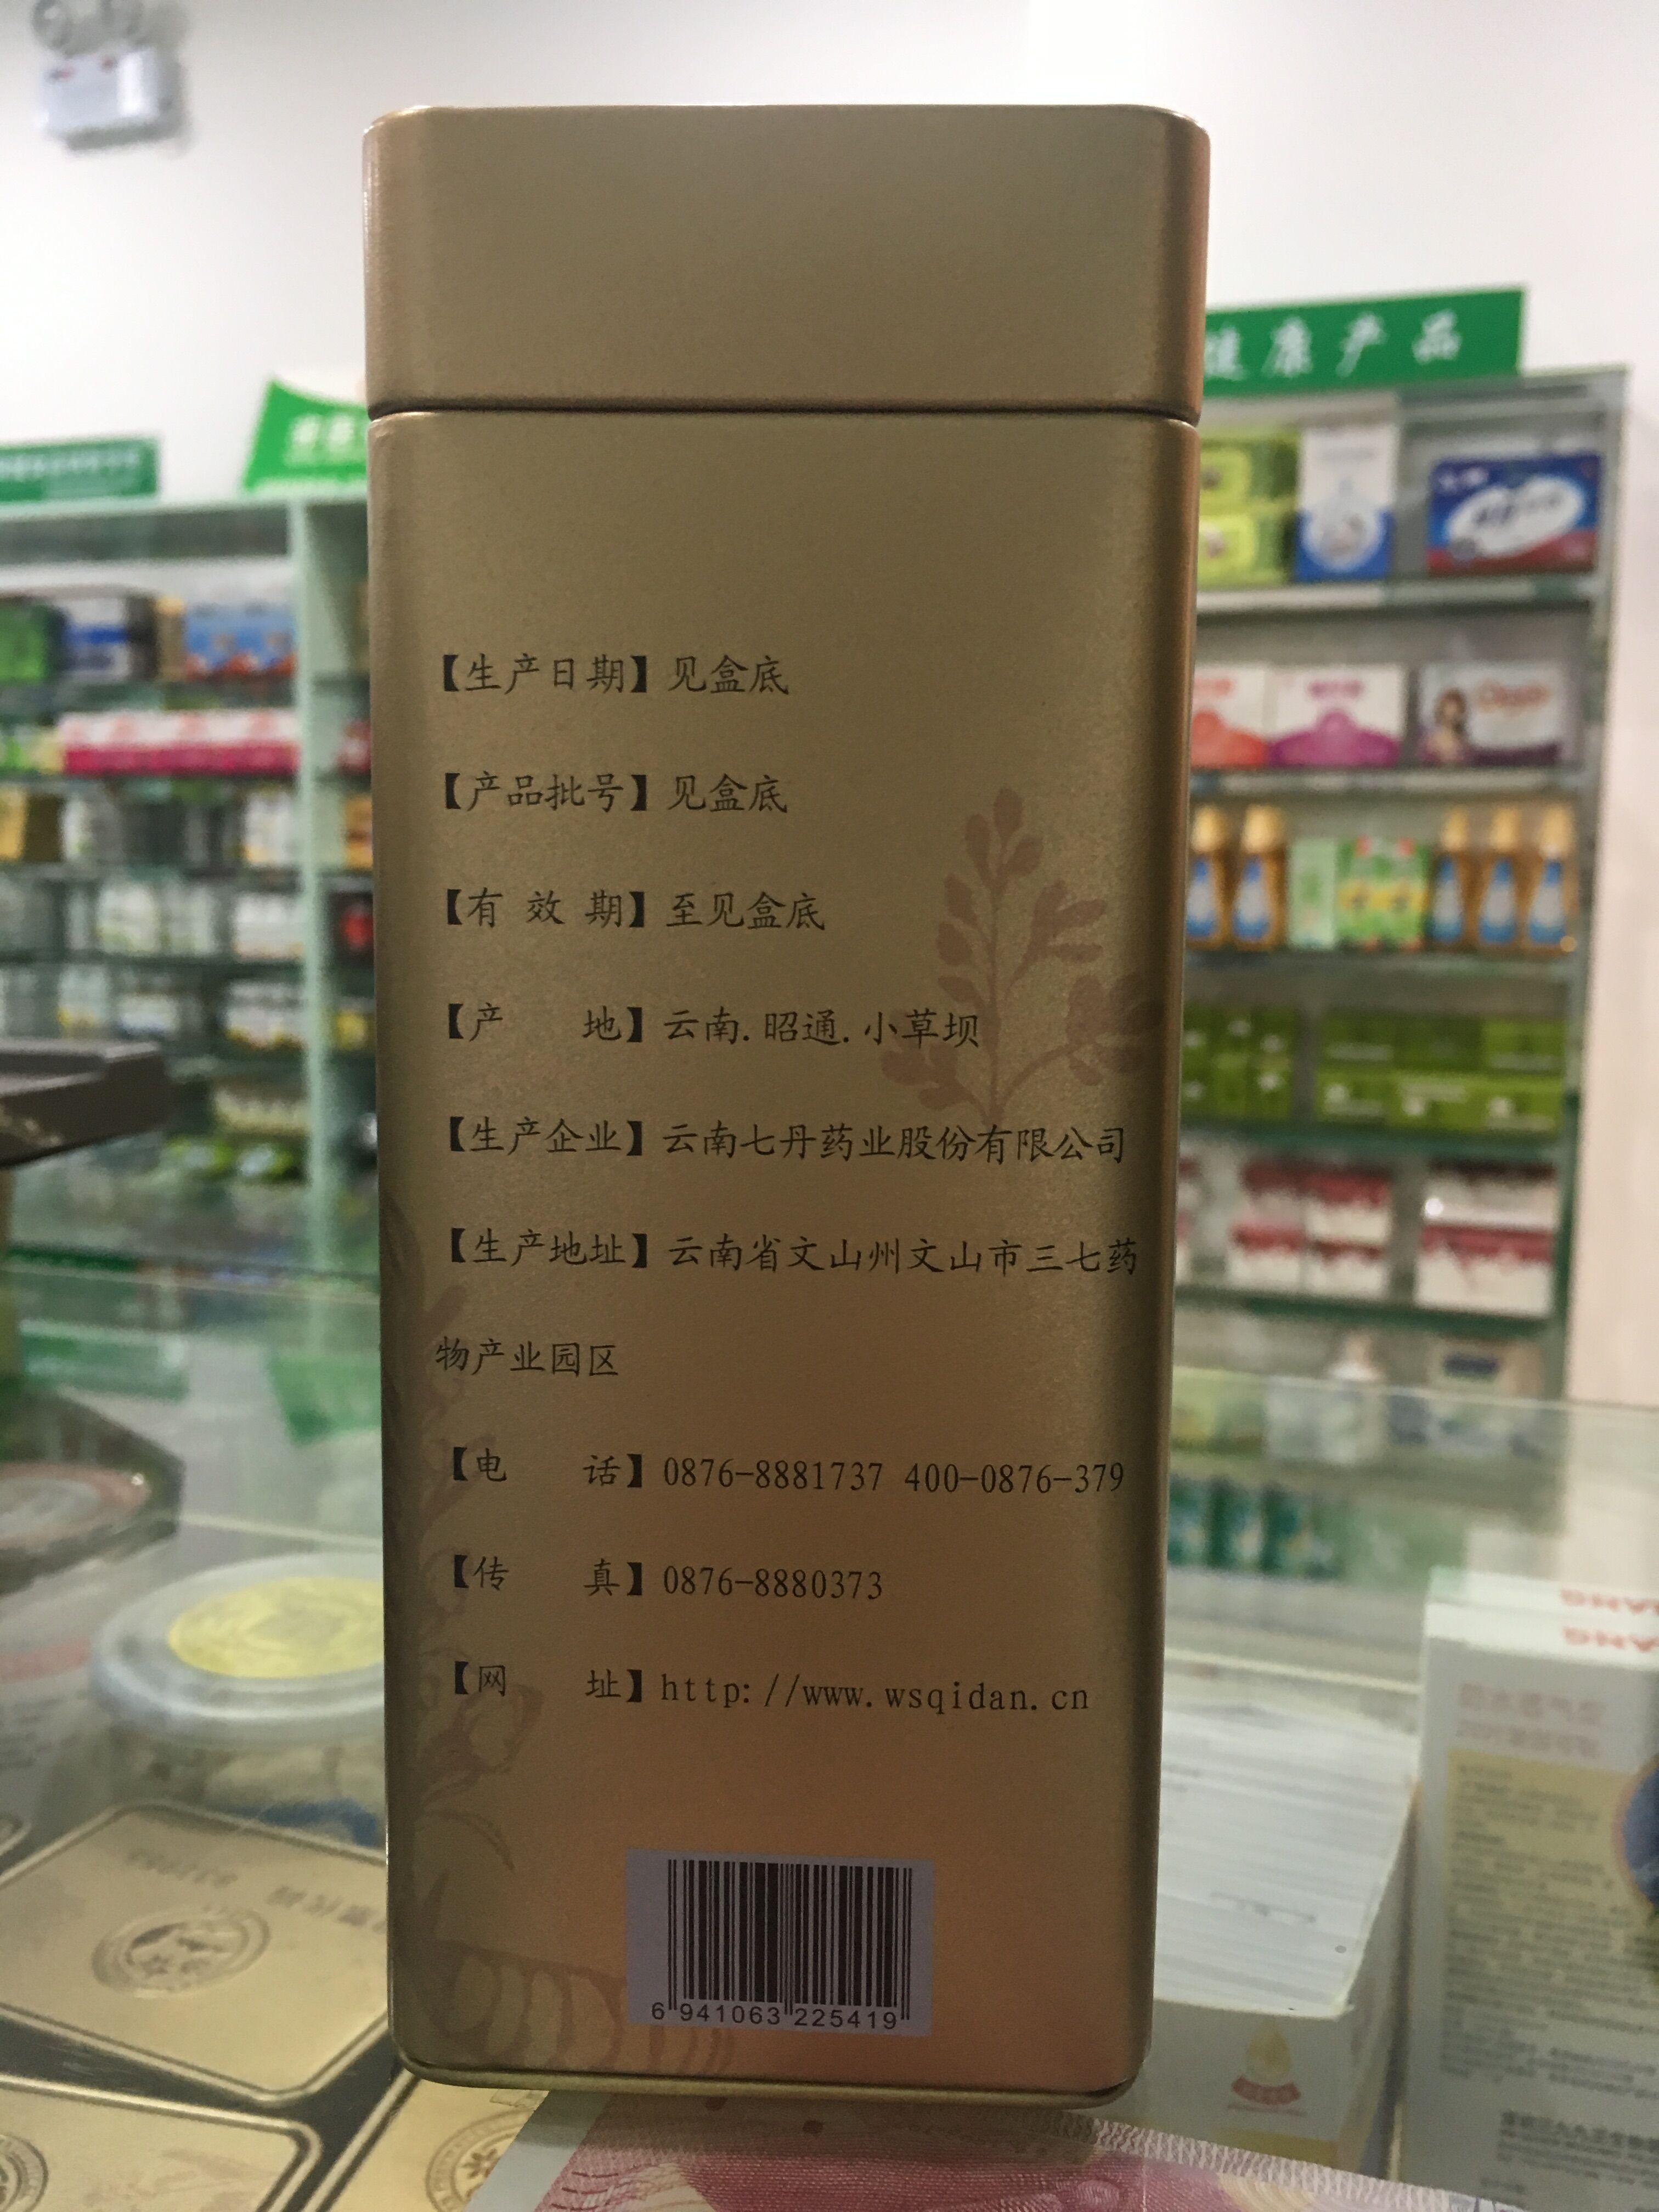 健康产品
【生产日期】见盒底
【产品批号】见盒底
【有 效 期】至见盒底
【产 地】云南.昭通.小草坝
【生产企业】云南七丹药业股份有限公司
【生产地址】云南省文山州文山市三七药
物产业园区
【电 话】0876-8881737 400-0876-379
【传 真】0876-8880373
【网 址】http://www.wsqidan.cn
6 941063 225419